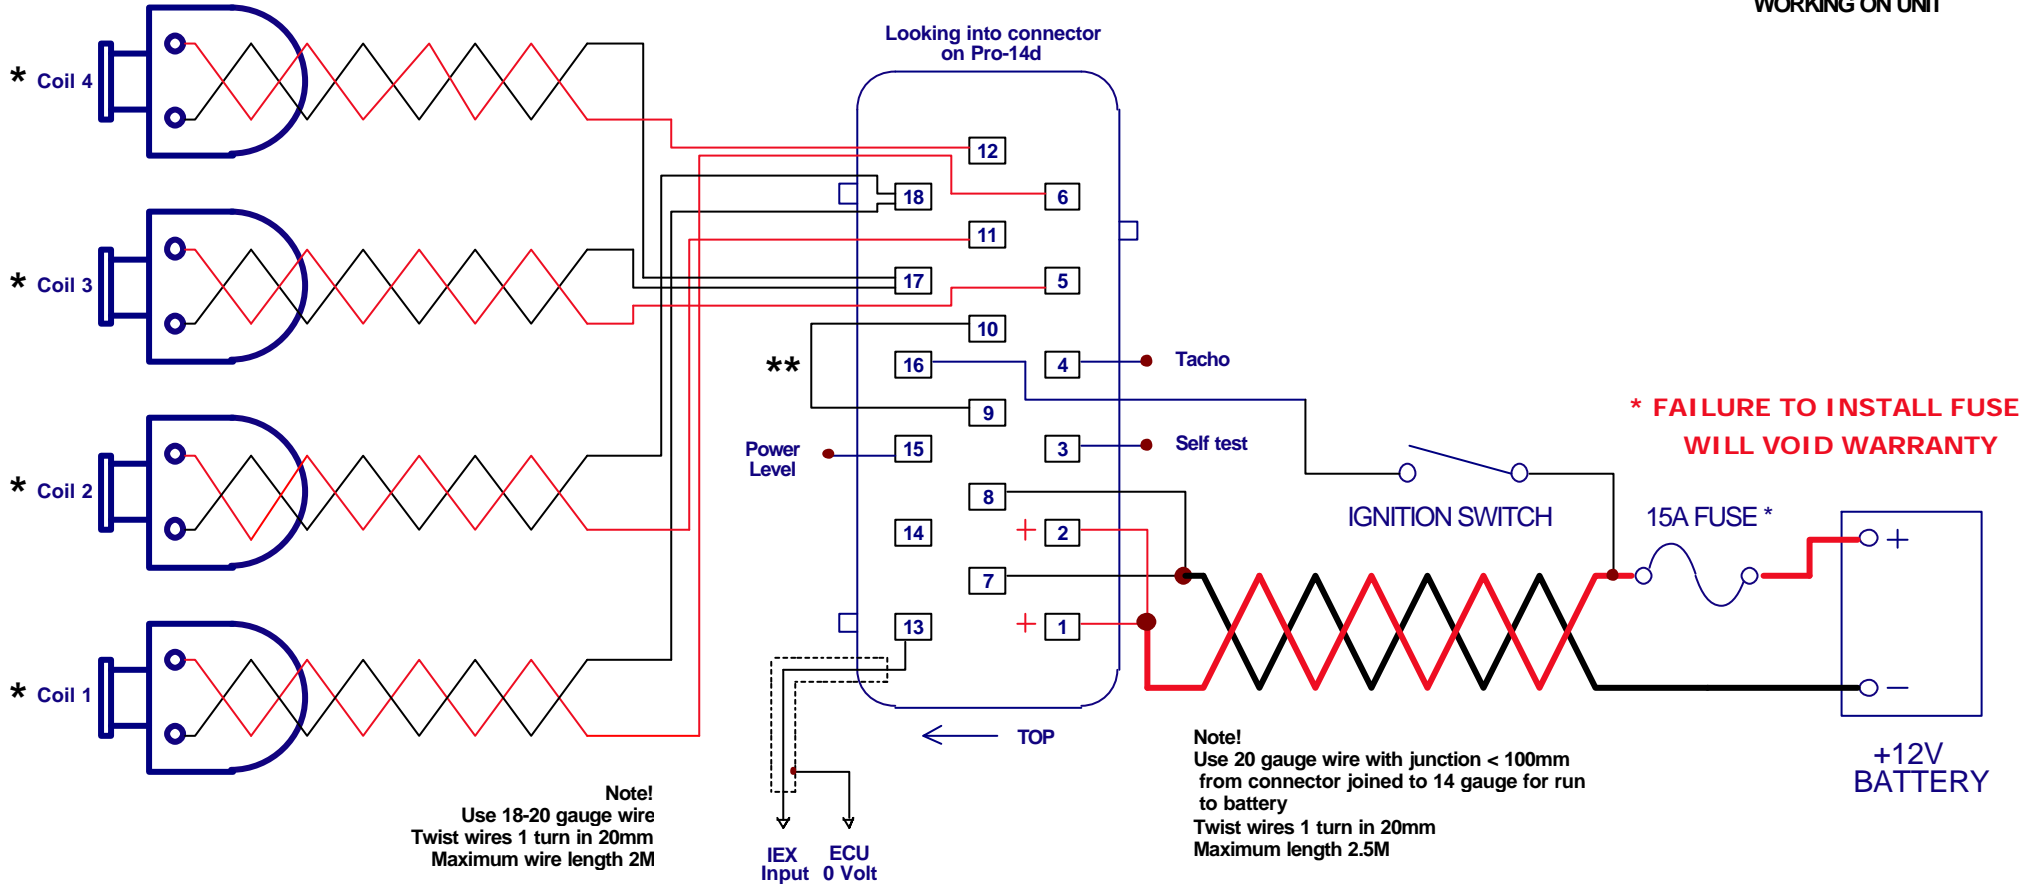 WORKING ON UNIT
Looking into connector
on Pro-14d
* Coil 4
* Coil 3
* Coil 2
* Coil 1
12
18
6
11
17
5
10
**
16
4
Tacho
9
Power
Level
15
3
Self test
8
14
+ 2
7
13
+ 1
TOP
IGNITION SWITCH
* FAILURE TO INSTALL FUSE
WILL VOID WARRANTY
15A FUSE *
+
−
+12V
BATTERY
Note!
Use 18-20 gauge wire
Twist wires 1 turn in 20mm
Maximum wire length 2M
IEX
Input
ECU
0 Volt
Note!
Use 20 gauge wire with junction < 100mm
from connector joined to 14 gauge for run
to battery
Twist wires 1 turn in 20mm
Maximum length 2.5M